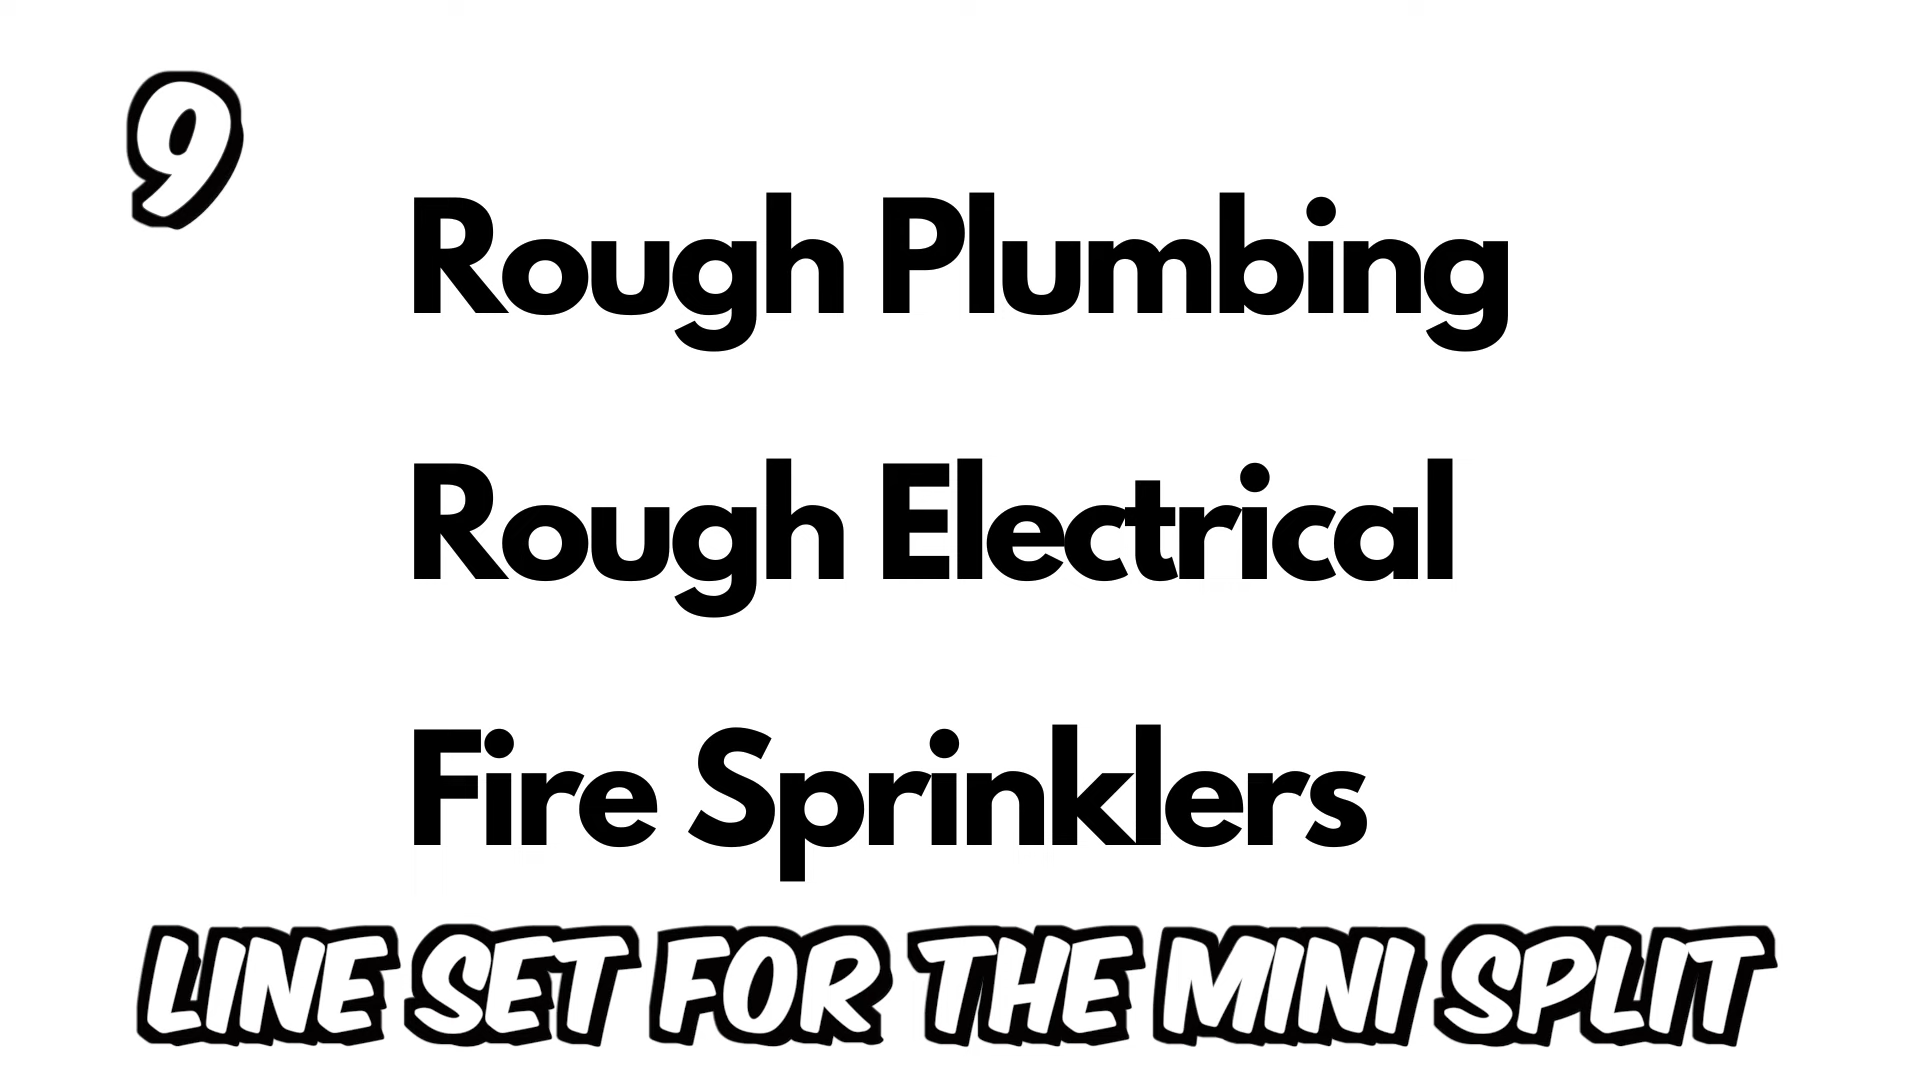 9
Rough Plumbing
Rough Electrical
Fire Sprinklers
LINE SET FOR THE MINI SPLIT